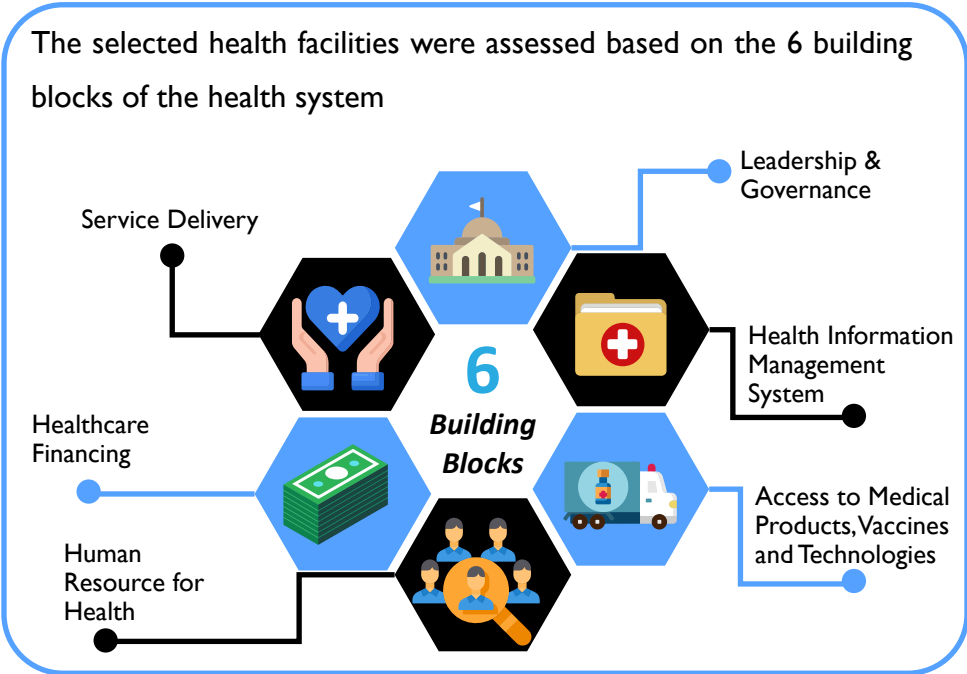 The selected health facilities were assessed based on the 6 building
blocks of the health system
Leadership &
Governance
Service Delivery
Health Information
Management
System
6
Building
Blocks
Healthcare
Financing
Access to Medical
Products, Vaccines
and Technologies
Human
Resource for
Health